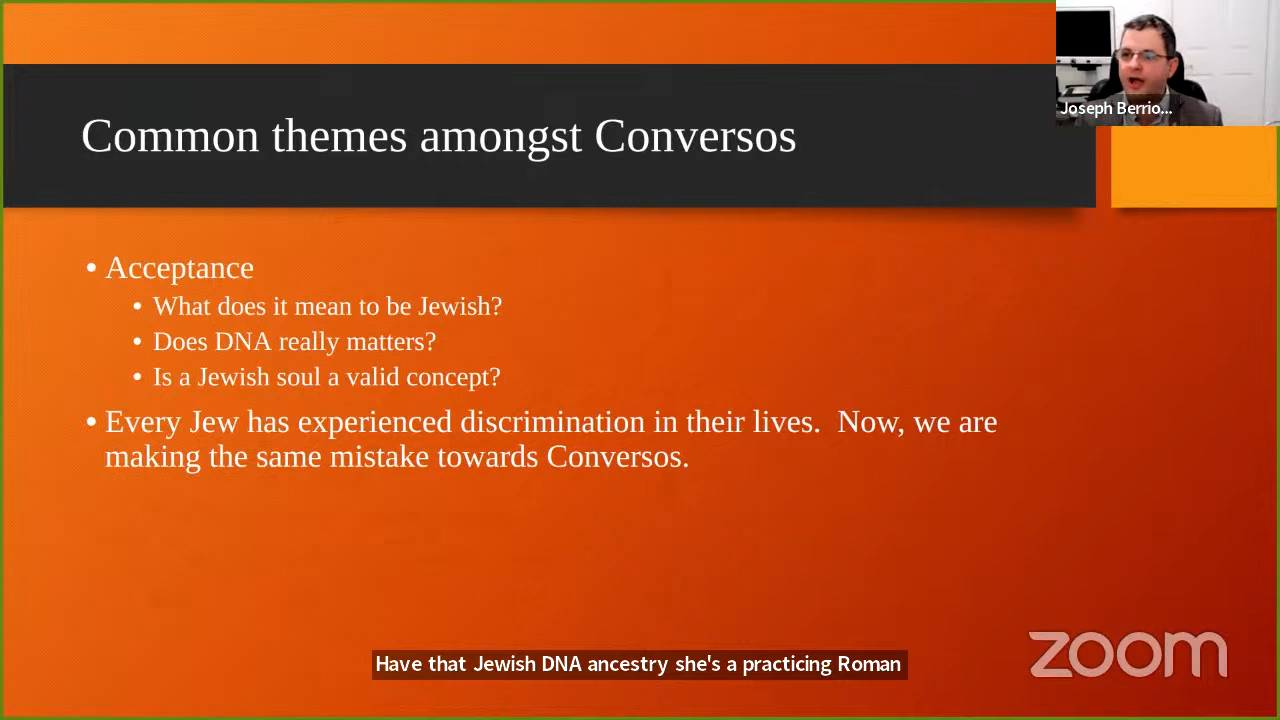 Joseph Berrio...
Common themes amongst Conversos
• Acceptance
• What does it mean to be Jewish?
• Does DNA really matters?
• Is a Jewish soul a valid concept?
• Every Jew has experienced discrimination in their lives.  Now, we are
making the same mistake towards Conversos.
Have that Jewish DNA ancestry she's a practicing Roman
zoom